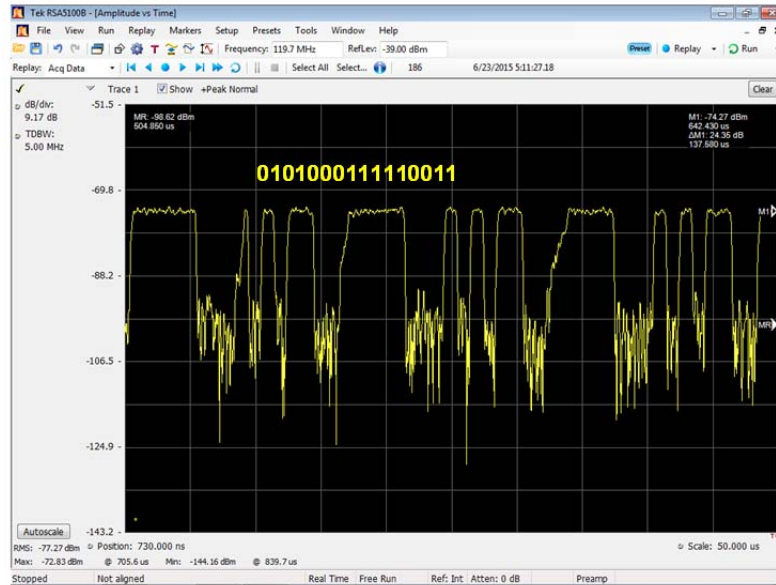 Tek RSA5100B - [Amplitude vs Time]
File View Run Replay Markers Setup Presets Tools Window Help
Frequency: 119.7 MHz RefLev: -39.00 dBm Preset Replay Run
Replay: Acq Data Select All Select... 186 6/23/2015 5:11:27.18
Trace 1 Show +Peak Normal Clear
dB/div:
9.17 dB
TDBW:
5.00 MHz
-51.5
MR: -98.62 dBm
504.850 us
M1: -74.27 dBm
642.430 us
ΔM1: 24.35 dB
137.580 us
0101000111110011
-69.8
M1
-88.2
MR
-106.5
-124.9
Autoscale
-143.2
RMS: -77.27 dBm Position: 730.000 ns Scale: 50.000 us
Max: -72.83 dBm @ 705.6 us Min: -144.16 dBm @ 839.7 us
Stopped Not aligned Real Time Free Run Ref: Int Atten: 0 dB Preamp